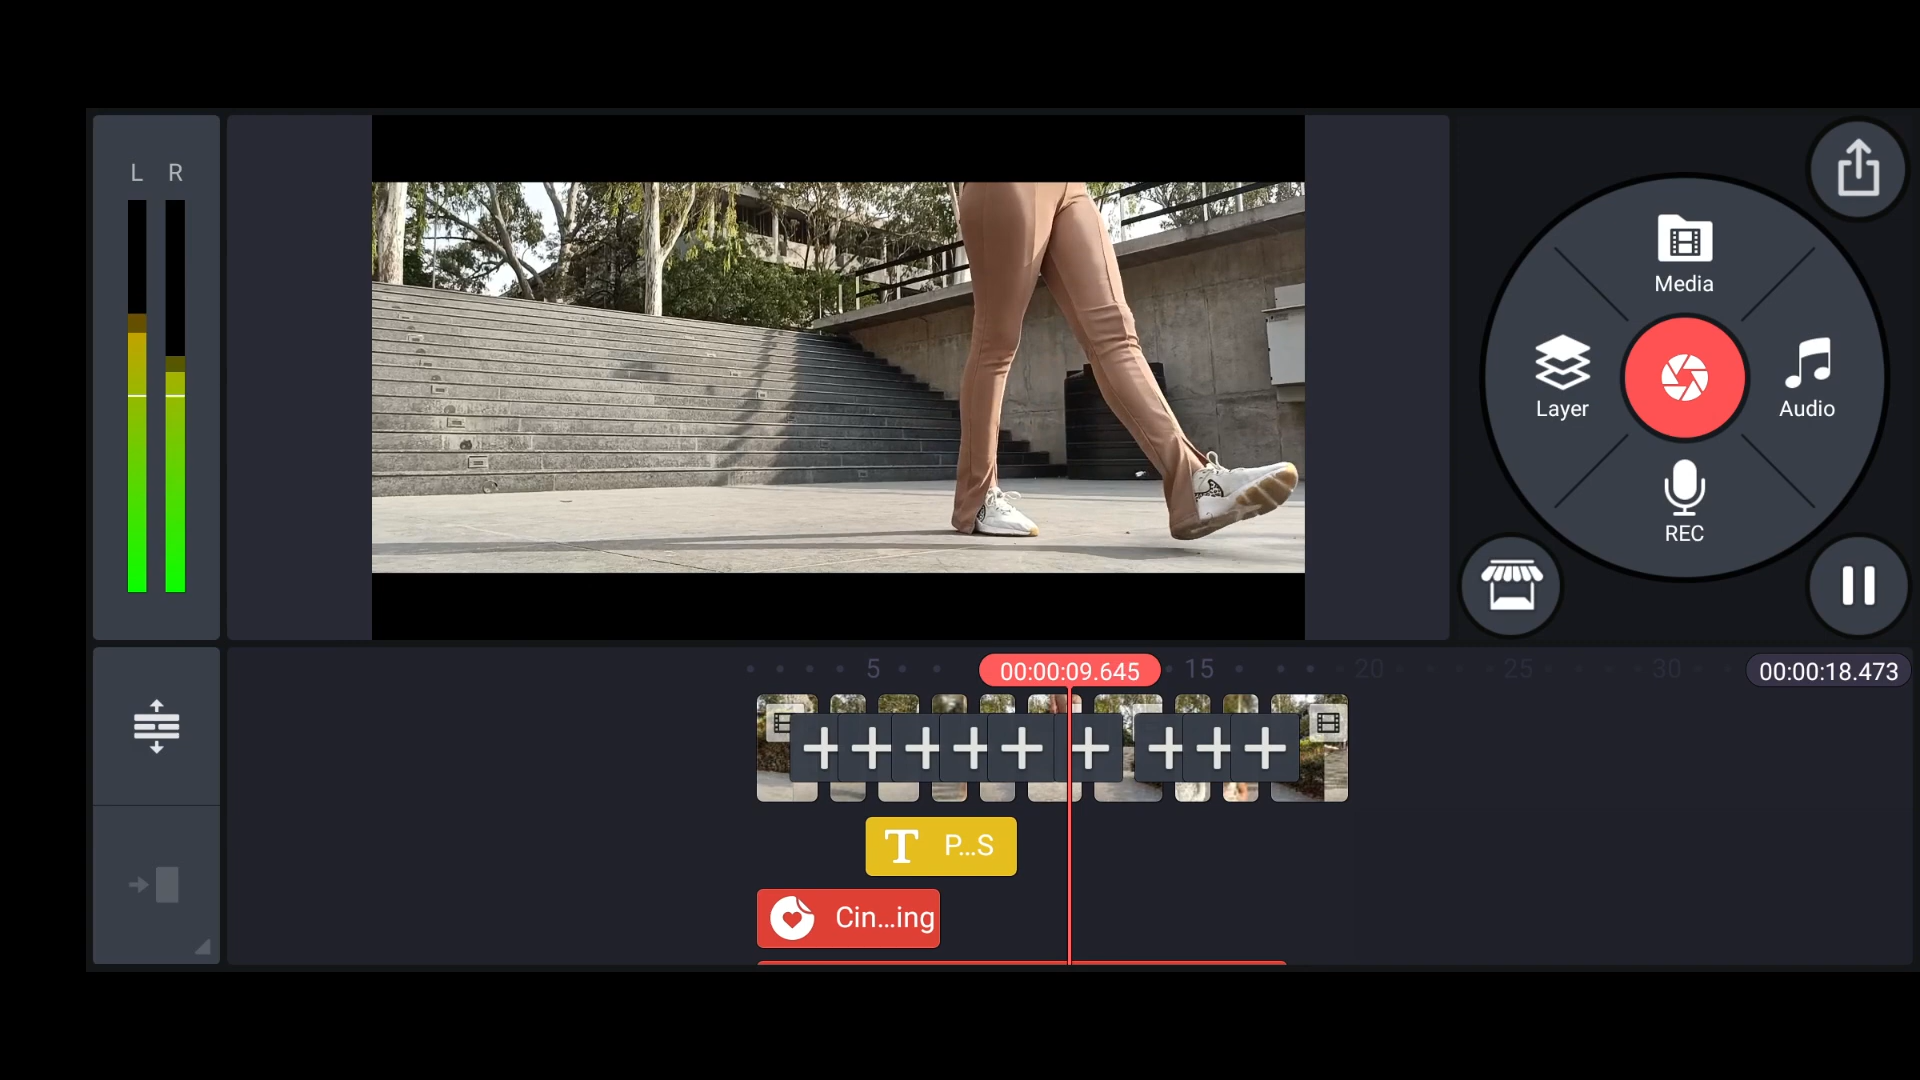 L R
Media
Layer
Audio
REC
5
00:00:09.645
15
20
25
30
00:00:18.473
T P...S
Cin...ing